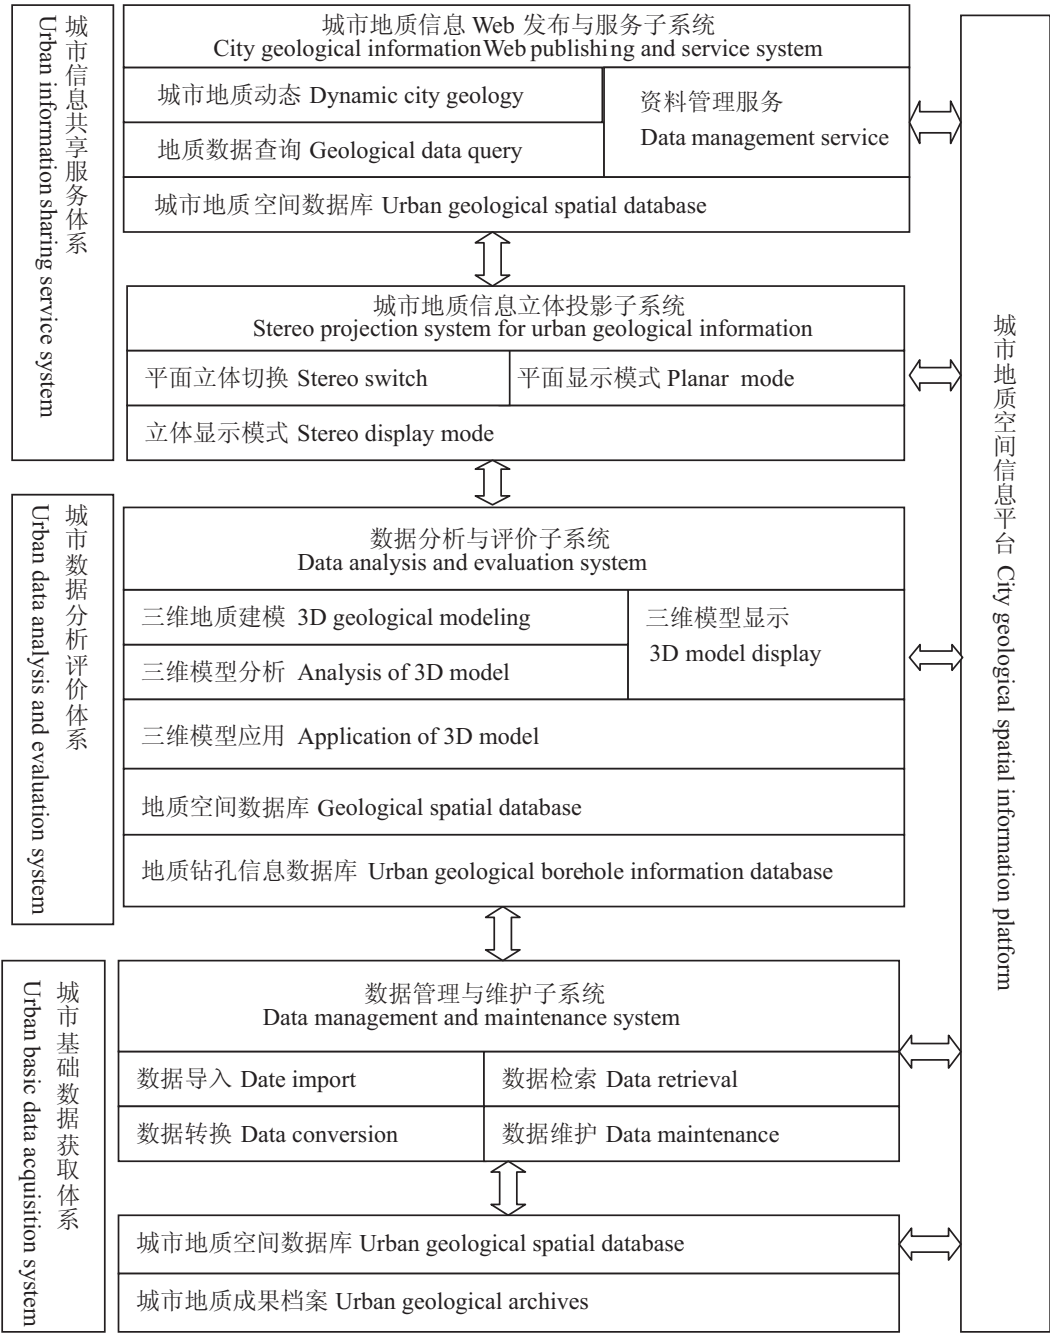 城市信息共享服务体系
Urban information sharing service system
城市地质信息 Web 发布与服务子系统
City geological information Web publishing and service system
城市地质动态 Dynamic city geology
地质数据查询 Geological data query
资料管理服务
Data management service
城市地质空间数据库 Urban geological spatial database
城市地质信息立体投影子系统
Stereo projection system for urban geological information
平面立体切换 Stereo switch
平面显示模式 Planar mode
立体显示模式 Stereo display mode
城市数据分析评价体系
Urban data analysis and evaluation system
数据分析与评价子系统
Data analysis and evaluation system
三维地质建模 3D geological modeling
三维模型分析 Analysis of 3D model
三维模型显示
3D model display
三维模型应用 Application of 3D model
地质空间数据库 Geological spatial database
地质钻孔信息数据库 Urban geological borehole information database
城市基础数据获取体系
Urban basic data acquisition system
数据管理与维护子系统
Data management and maintenance system
数据导入 Date import
数据检索 Data retrieval
数据转换 Data conversion
数据维护 Data maintenance
城市地质空间数据库 Urban geological spatial database
城市地质成果档案 Urban geological archives
城市地质空间信息平台 City geological spatial information platform